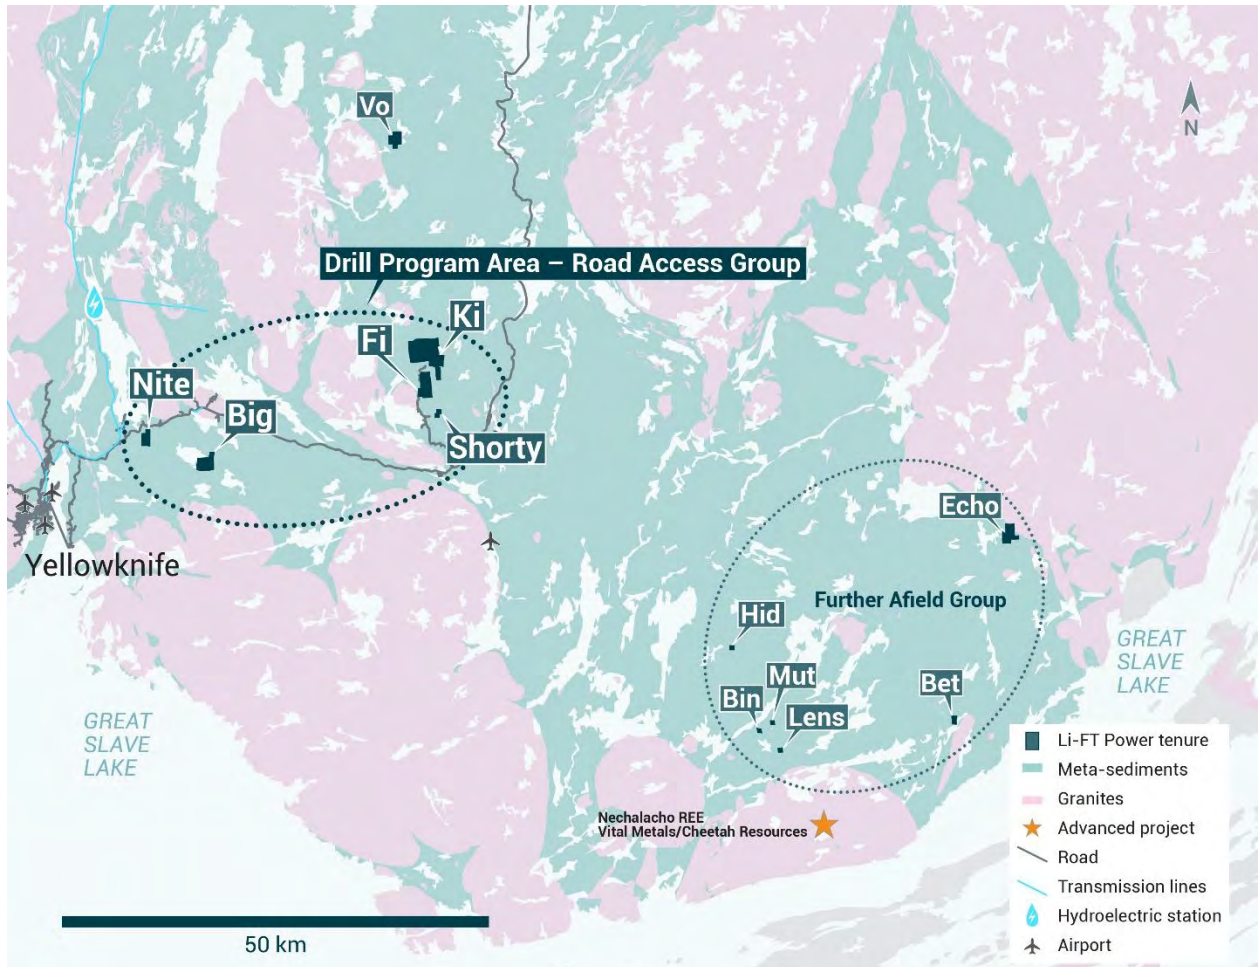 Vo
N
Drill Program Area – Road Access Group
Ki
Fi
Nite
Big
Shorty
Echo
Yellowknife
Further Afield Group
Hid
GREAT
SLAVE
LAKE
Mut
Bet
Bin
Lens
GREAT
SLAVE
LAKE
Nechalacho REE
Vital Metals/Cheetah Resources
50 km
Li-FT Power tenure
Meta-sediments
Granites
Advanced project
Road
Transmission lines
Hydroelectric station
Airport